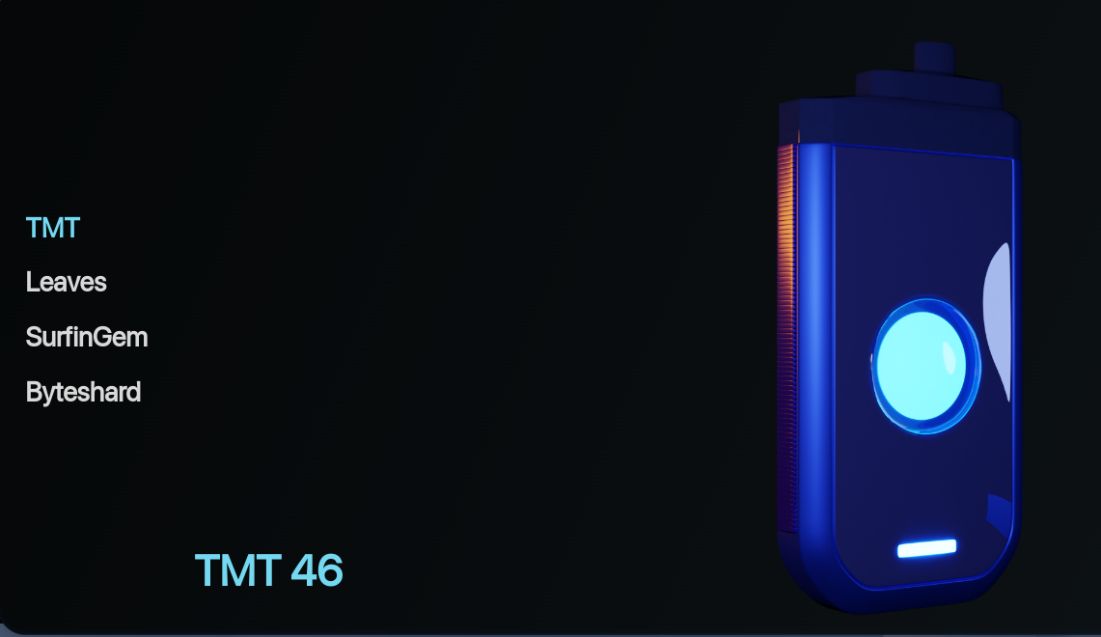 TMT
Leaves
SurfinGem
Byteshard
TMT 46